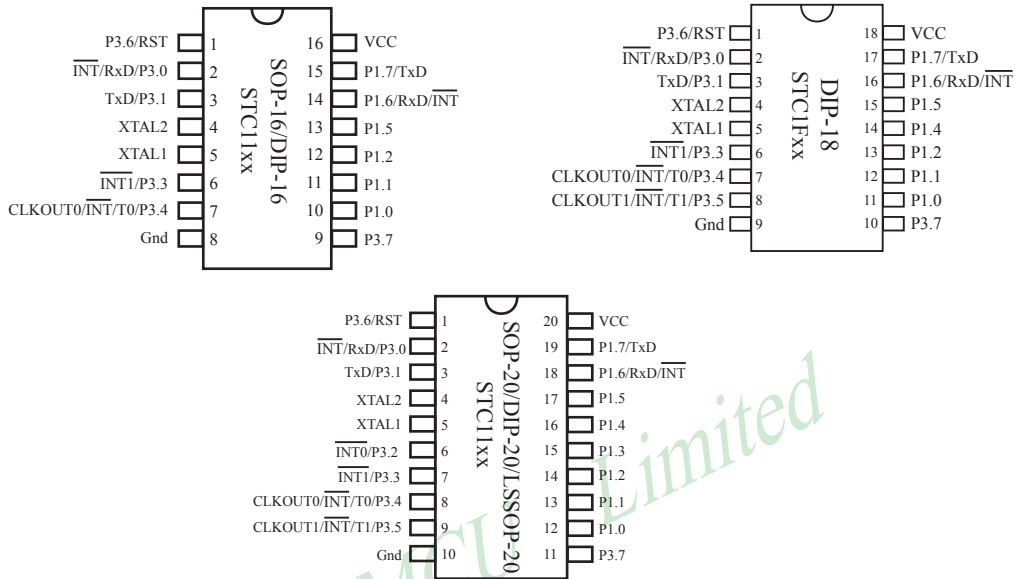 P3.6/RST 1 16 VCC
INT/RxD/P3.0 2 15 P1.7/TxD
TxD/P3.1 3 14 P1.6/RxD/INT
XTAL2 4 13 P1.5
XTAL1 5 12 P1.2
INT1/P3.3 6 11 P1.1
CLKOUT0/INT/T0/P3.4 7 10 P1.0
Gnd 8 9 P3.7
SOP-16/DIP-16
STC11xx
P3.6/RST 1 18 VCC
INT/RxD/P3.0 2 17 P1.7/TxD
TxD/P3.1 3 16 P1.6/RxD/INT
XTAL2 4 15 P1.5
XTAL1 5 14 P1.4
INT1/P3.3 6 13 P1.2
CLKOUT0/INT/T0/P3.4 7 12 P1.1
CLKOUT1/INT/T1/P3.5 8 11 P1.0
Gnd 9 10 P3.7
DIP-18
STC1Fxx
P3.6/RST 1 20 VCC
INT/RxD/P3.0 2 19 P1.7/TxD
TxD/P3.1 3 18 P1.6/RxD/INT
XTAL2 4 17 P1.5
XTAL1 5 16 P1.4
INT0/P3.2 6 15 P1.3
INT1/P3.3 7 14 P1.2
CLKOUT0/INT/T0/P3.4 8 13 P1.1
CLKOUT1/INT/T1/P3.5 9 12 P1.0
Gnd 10 11 P3.7
SOP-20/DIP-20/LSSOP-20
STC11xx
MCU Limited